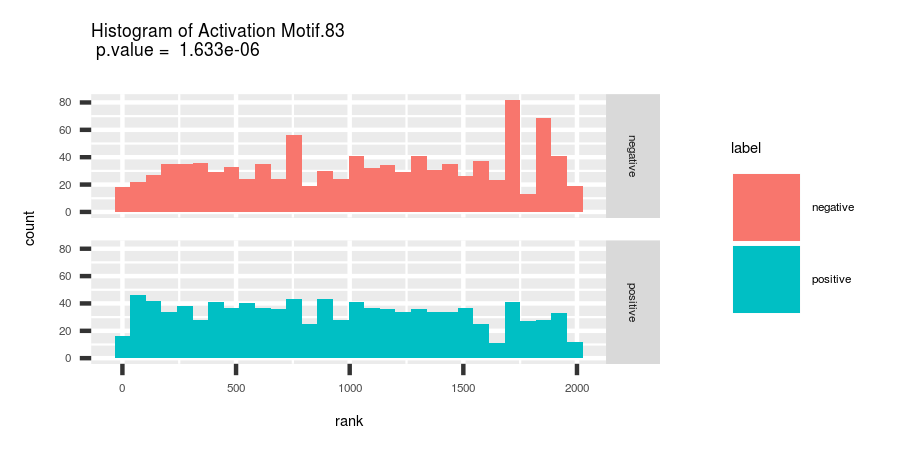 Histogram of Activation Motif.83
p.value = 1.633e-06
80
60
40
20
0
negative
80
60
40
20
0
positive
0 500 1000 1500 2000
rank
count
label
negative
positive